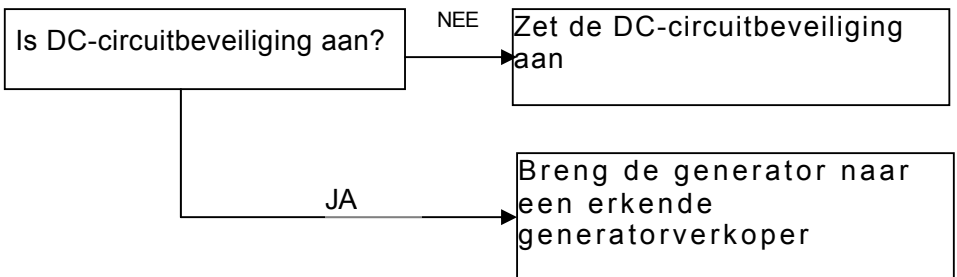 Is DC-circuitbeveiliging aan?
NEE
Zet de DC-circuitbeveiliging
aan
JA
Breng de generator naar
een erkende
generatorverkoper